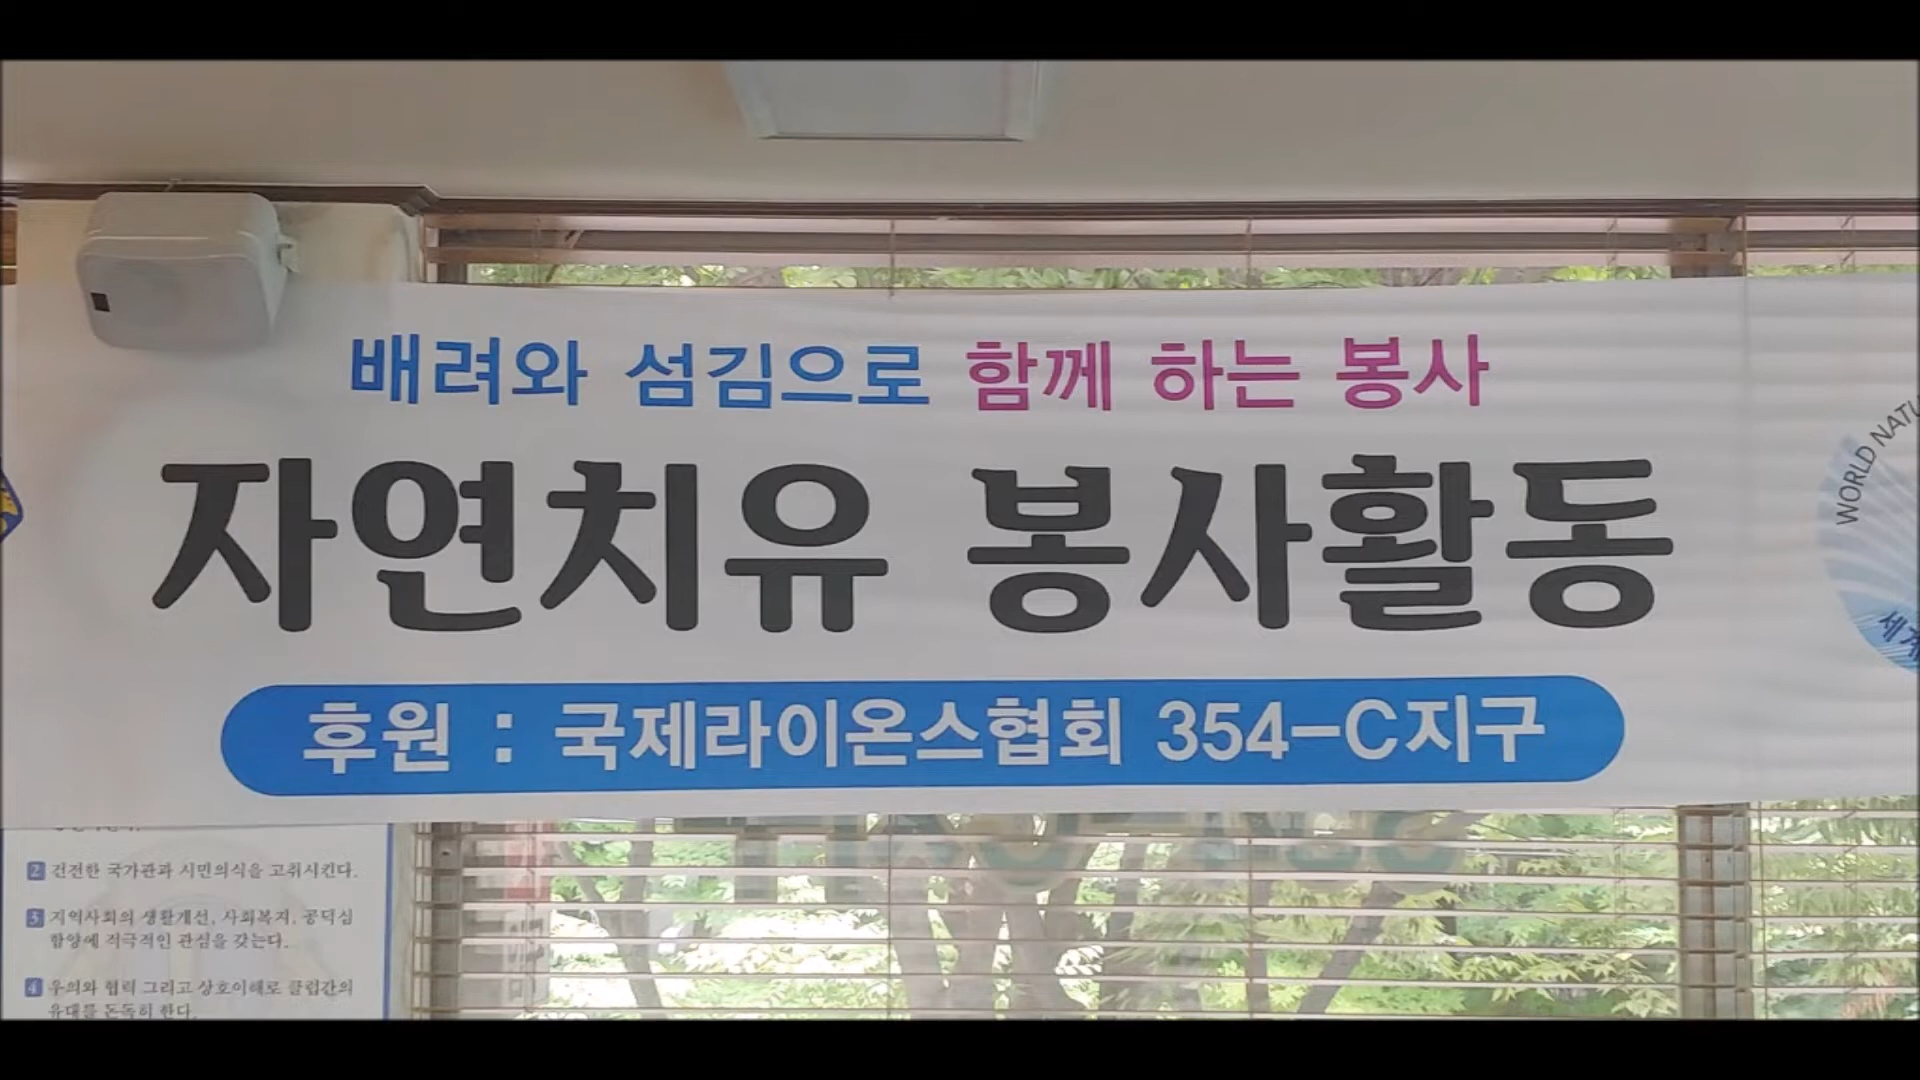 배려와 섬김으로 함께 하는 봉사
자연치유 봉사활동
후원 : 국제라이온스협회 354-C지구
WORLD
세계
2 건전한 국가관과 시민의식을 고취시킨다.
3 지역사회의 생활개선, 사회복지, 공덕심
함양에 적극적인 관심을 갖는다.
4 우의와 협력 그리고 상호이해로 클럽간의
유대를 돈독히 한다.